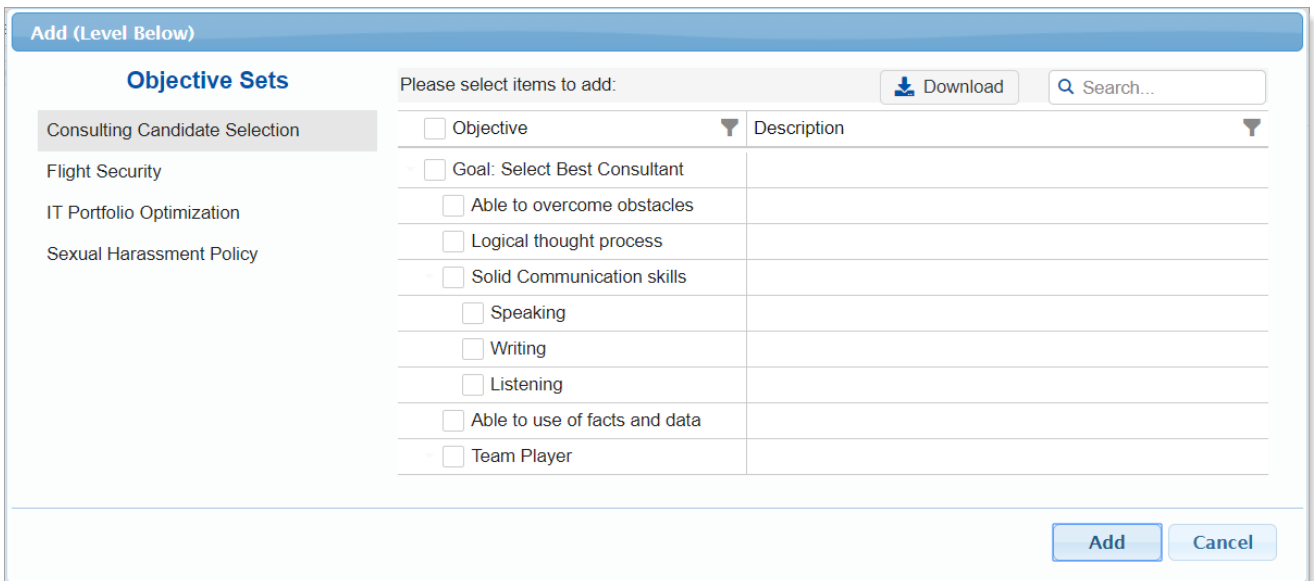 Add (Level Below)
Objective Sets
Consulting Candidate Selection
Flight Security
IT Portfolio Optimization
Sexual Harassment Policy
Please select items to add:
Download
Search...
Objective
Description
Goal: Select Best Consultant
Able to overcome obstacles
Logical thought process
Solid Communication skills
Speaking
Writing
Listening
Able to use of facts and data
Team Player
Add
Cancel